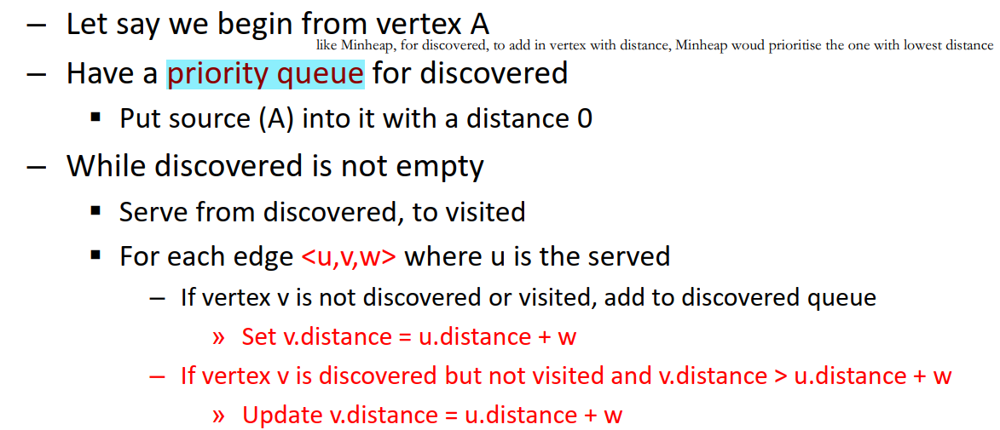 – Let say we begin from vertex A
like Minheap, for discovered, to add in vertex with distance, Minheap woud prioritise the one with lowest distance
– Have a priority queue for discovered
▪ Put source (A) into it with a distance 0
– While discovered is not empty
▪ Serve from discovered, to visited
▪ For each edge <u,v,w> where u is the served
– If vertex v is not discovered or visited, add to discovered queue
» Set v.distance = u.distance + w
– If vertex v is discovered but not visited and v.distance > u.distance + w
» Update v.distance = u.distance + w